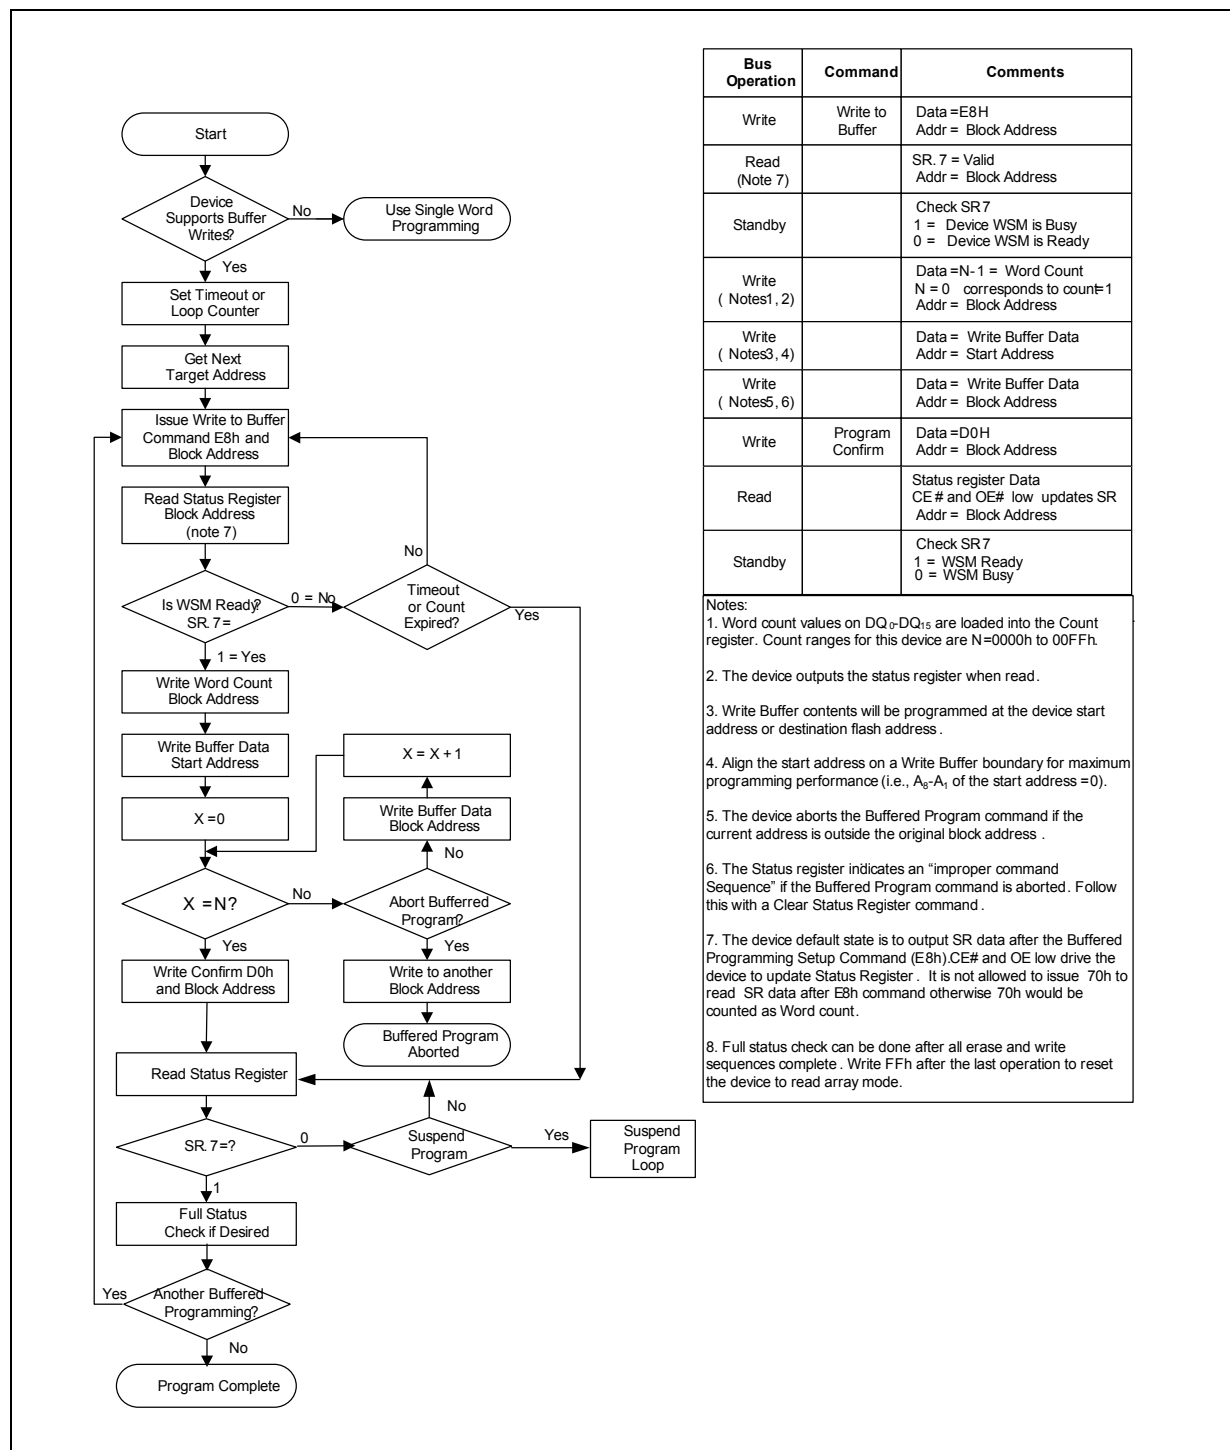 Start
Device
Supports Buffer
Writes?
No
Use Single Word
Programming
Yes
Set Timeout or
Loop Counter
Get Next
Target Address
Issue Write to Buffer
Command E8h and
Block Address
Read Status Register
Block Address
(note 7)
No
Is WSM Ready?
SR. 7 =
0 = No
Timeout
or Count
Expired?
Yes
1 = Yes
Write Word Count
Block Address
Write Buffer Data
Start Address
X = X + 1
X =0
Write Buffer Data
Block Address
No
X =N?
No
Abort Bufferred
Program?
Yes
Yes
Write Confirm D0h
and Block Address
Write to another
Block Address
Buffered Program
Aborted
Read Status Register
No
SR. 7=?
0
Suspend
Program
Yes
Suspend
Program
Loop
1
Full Status
Check if Desired
Yes
Another Buffered
Programming?
No
Program Complete
Bus
Operation
Command
Comments
Write
Write to
Buffer
Data =E8H
Addr = Block Address
Read
(Note 7)
SR. 7 = Valid
Addr = Block Address
Standby
Check SR7
1 = Device WSM is Busy
0 = Device WSM is Ready
Write
( Notes1, 2)
Data =N-1 = Word Count
N = 0 corresponds to count=1
Addr = Block Address
Write
( Notes3, 4)
Data = Write Buffer Data
Addr = Start Address
Write
( Notes5, 6)
Data = Write Buffer Data
Addr = Block Address
Write
Program
Confirm
Data =D0H
Addr = Block Address
Read
Status register Data
CE# and OE# low updates SR
Addr = Block Address
Standby
Check SR7
1 = WSM Ready
0 = WSM Busy
Notes:
1. Word count values on DQ0-DQ15 are loaded into the Count
register. Count ranges for this device are N=0000h to 00FFh.
2. The device outputs the status register when read.
3. Write Buffer contents will be programmed at the device start
address or destination flash address.
4. Align the start address on a Write Buffer boundary for maximum
programming performance (i.e., A8-A1 of the start address =0).
5. The device aborts the Buffered Program command if the
current address is outside the original block address .
6. The Status register indicates an “improper command
Sequence” if the Buffered Program command is aborted. Follow
this with a Clear Status Register command .
7. The device default state is to output SR data after the Buffered
Programming Setup Command (E8h).CE# and OE low drive the
device to update Status Register . It is not allowed to issue 70h to
read SR data after E8h command otherwise 70h would be
counted as Word count.
8. Full status check can be done after all erase and write
sequences complete . Write FFh after the last operation to reset
the device to read array mode.